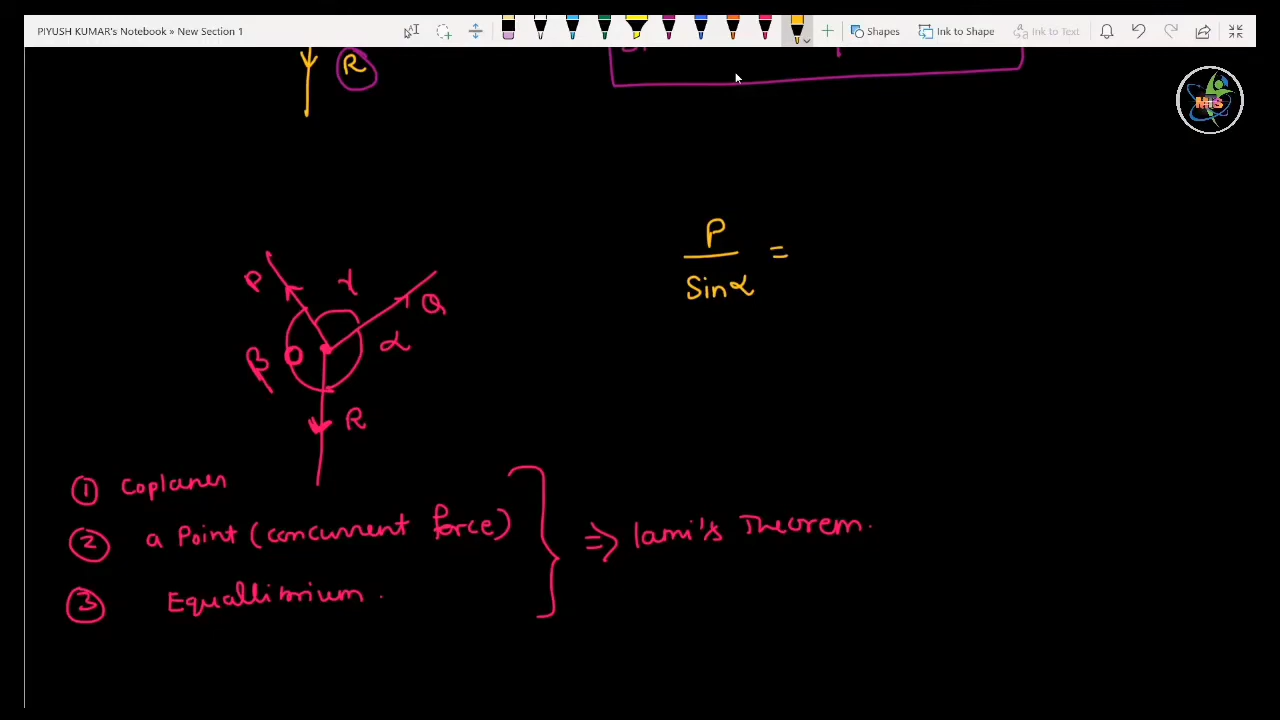 PIYUSH KUMAR's Notebook » New Section 1
Shapes
Ink to Shape
Ink to Text
R
MIS
P
Sinα
=
P
γ
Q
β
O
α
R
① Coplaner
② a Point (concurrent force)
⇒ lami's Theorem.
③ Equallibrium.